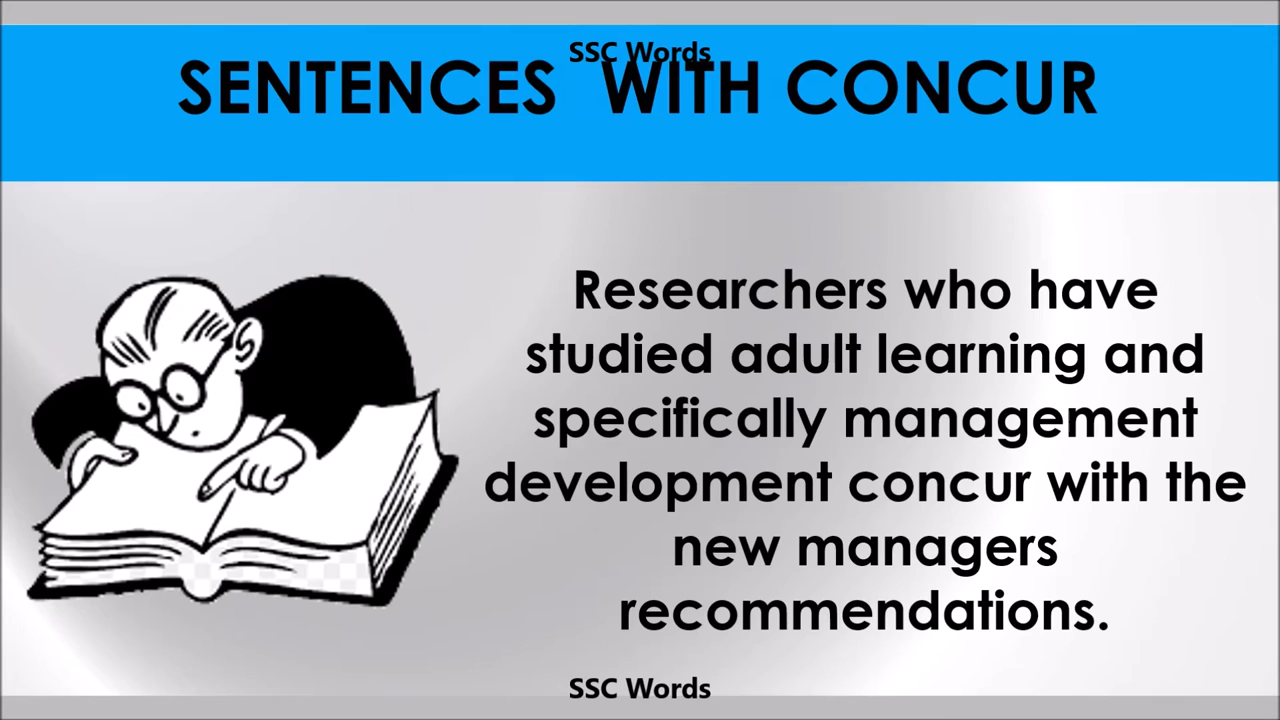 SSC Words
SENTENCES WITH CONCUR
Researchers who have
studied adult learning and
specifically management
development concur with the
new managers
recommendations.
SSC Words